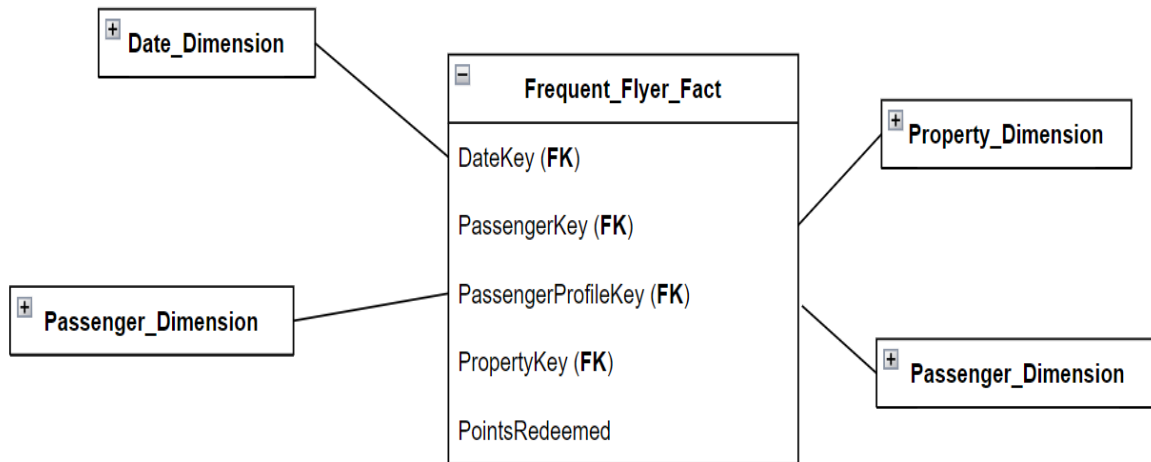 Date_Dimension
Frequent_Flyer_Fact
DateKey (FK)
PassengerKey (FK)
PassengerProfileKey (FK)
PropertyKey (FK)
PointsRedeemed
Property_Dimension
Passenger_Dimension
Passenger_Dimension